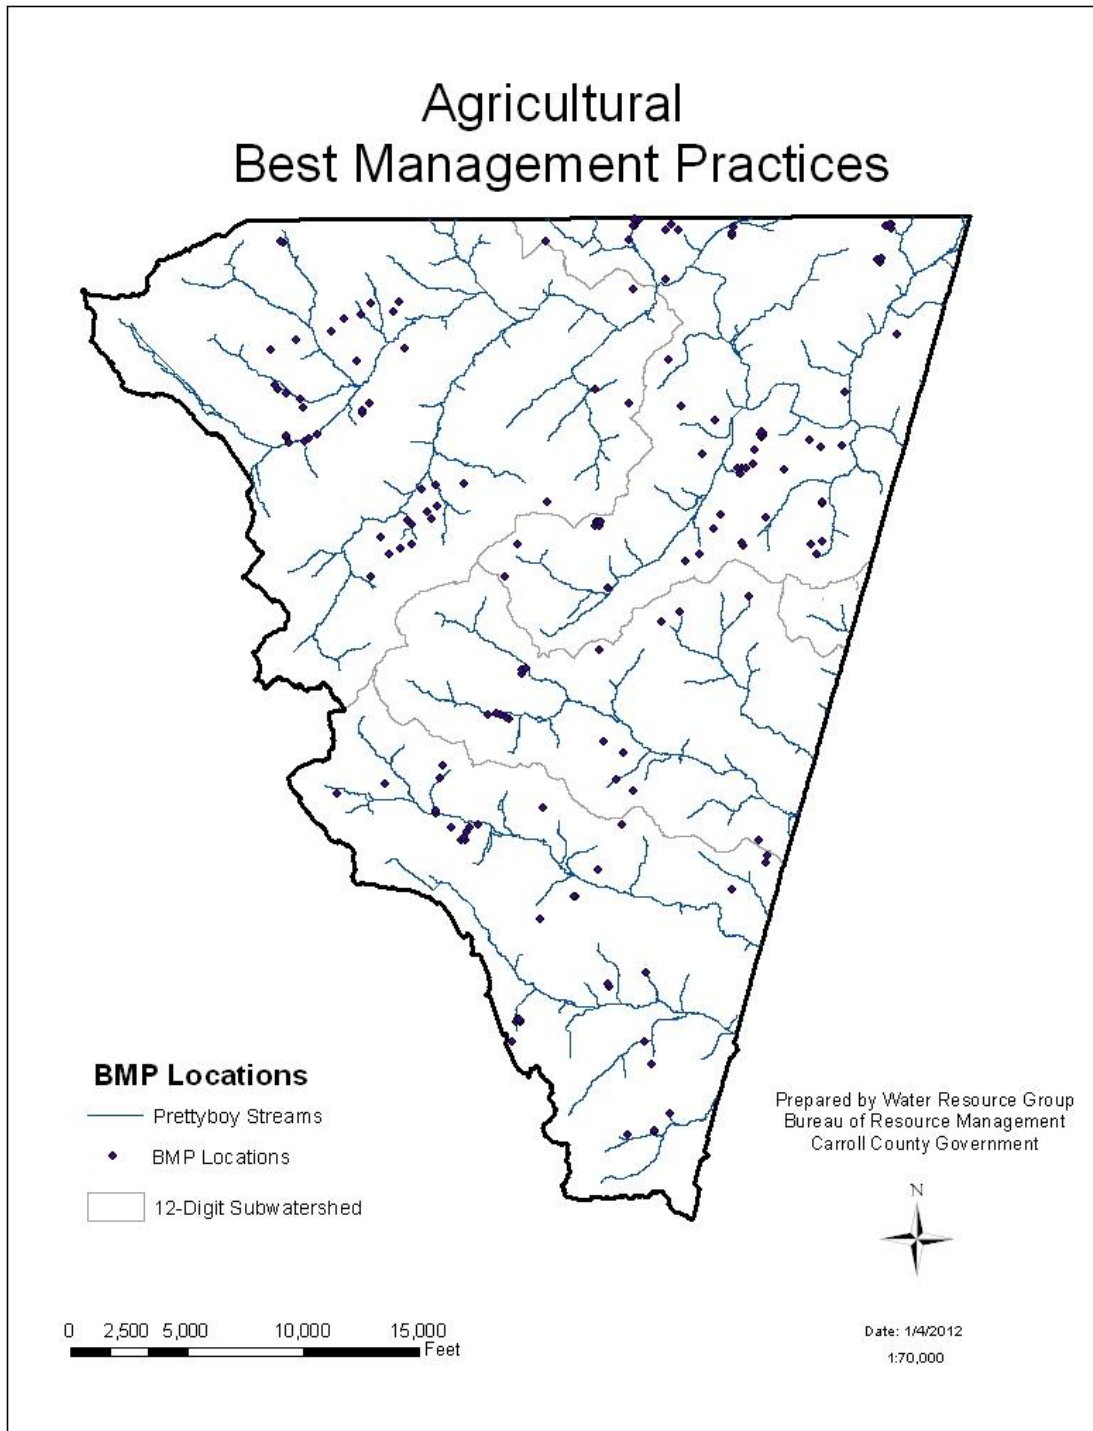 Agricultural
Best Management Practices
BMP Locations
Prettyboy Streams
BMP Locations
12-Digit Subwatershed
Prepared by Water Resource Group
Bureau of Resource Management
Carroll County Government
N
0 2,500 5,000 10,000 15,000
Feet
Date: 1/4/2012
1:70,000